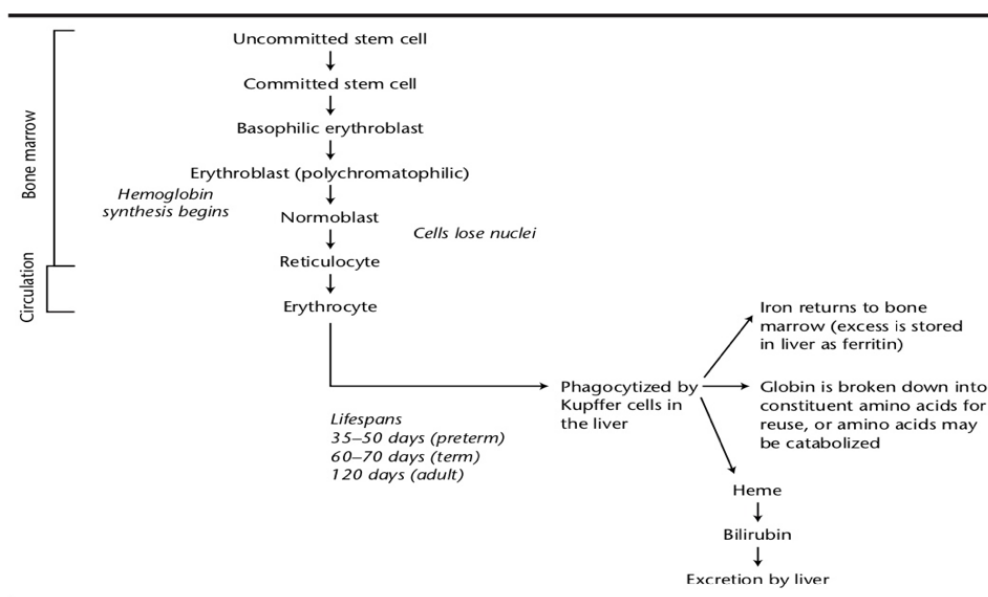 Uncommitted stem cell
Committed stem cell
Basophilic erythroblast
Erythroblast (polychromatophilic)
Hemoglobin
synthesis begins
Normoblast
Cells lose nuclei
Reticulocyte
Erythrocyte
Bone marrow
Circulation
Lifespans
35–50 days (preterm)
60–70 days (term)
120 days (adult)
Phagocytized by
Kupffer cells in
the liver
Iron returns to bone
marrow (excess is stored
in liver as ferritin)
Globin is broken down into
constituent amino acids for
reuse, or amino acids may
be catabolized
Heme
Bilirubin
Excretion by liver